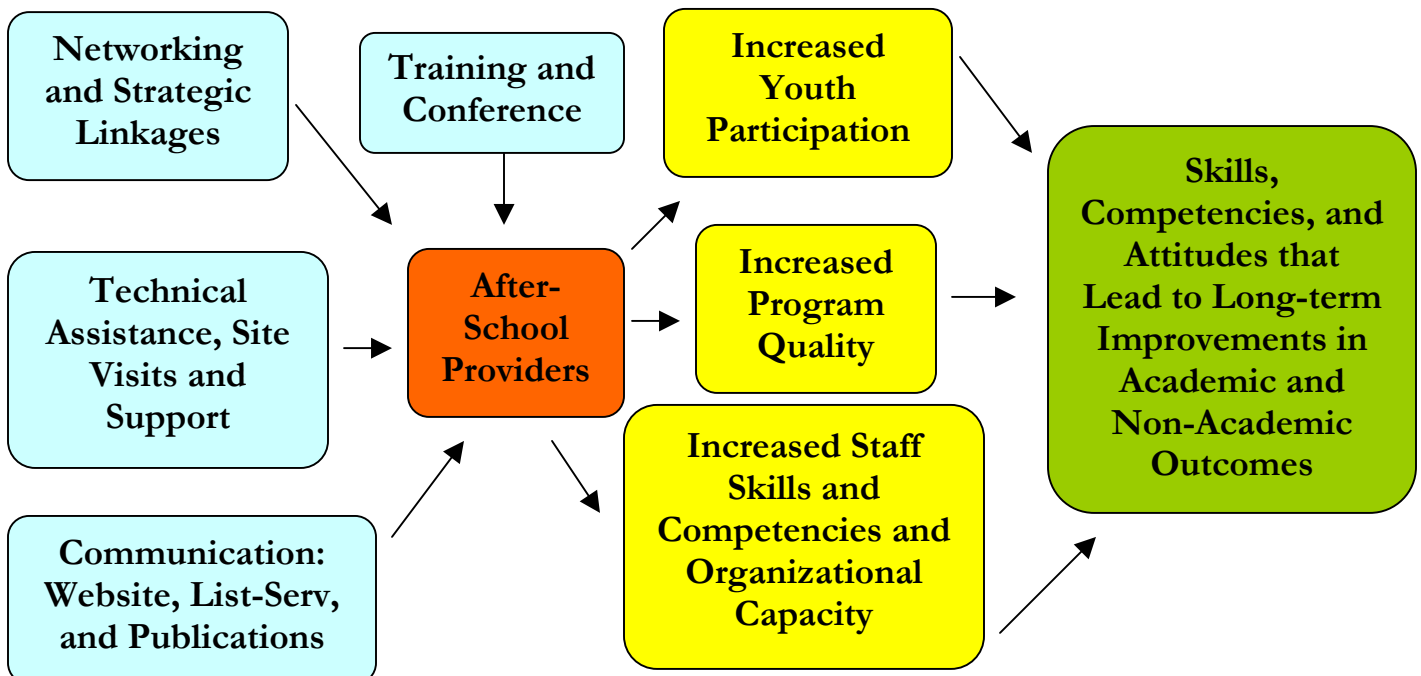 Networking
and Strategic
Linkages
Training and
Conference
Increased
Youth
Participation
Technical
Assistance, Site
Visits and
Support
After-
School
Providers
Increased
Program
Quality
Skills,
Competencies, and
Attitudes that
Lead to Long-term
Improvements in
Academic and
Non-Academic
Outcomes
Communication:
Website, List-Serv,
and Publications
Increased Staff
Skills and
Competencies and
Organizational
Capacity